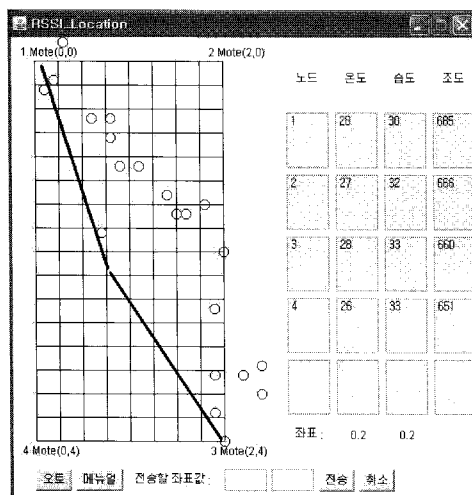 RSSI_Location
1 Mote(0,0) 2 Mote(2,0)
노드 온도 습도 조도
1 28 30 685
2 27 32 666
3 28 33 660
4 26 33 651
좌표 : 0.2 0.2
4 Mote(0,4) 3 Mote(2,4)
오토 메뉴얼 전송할 좌표값 : 전송 취소